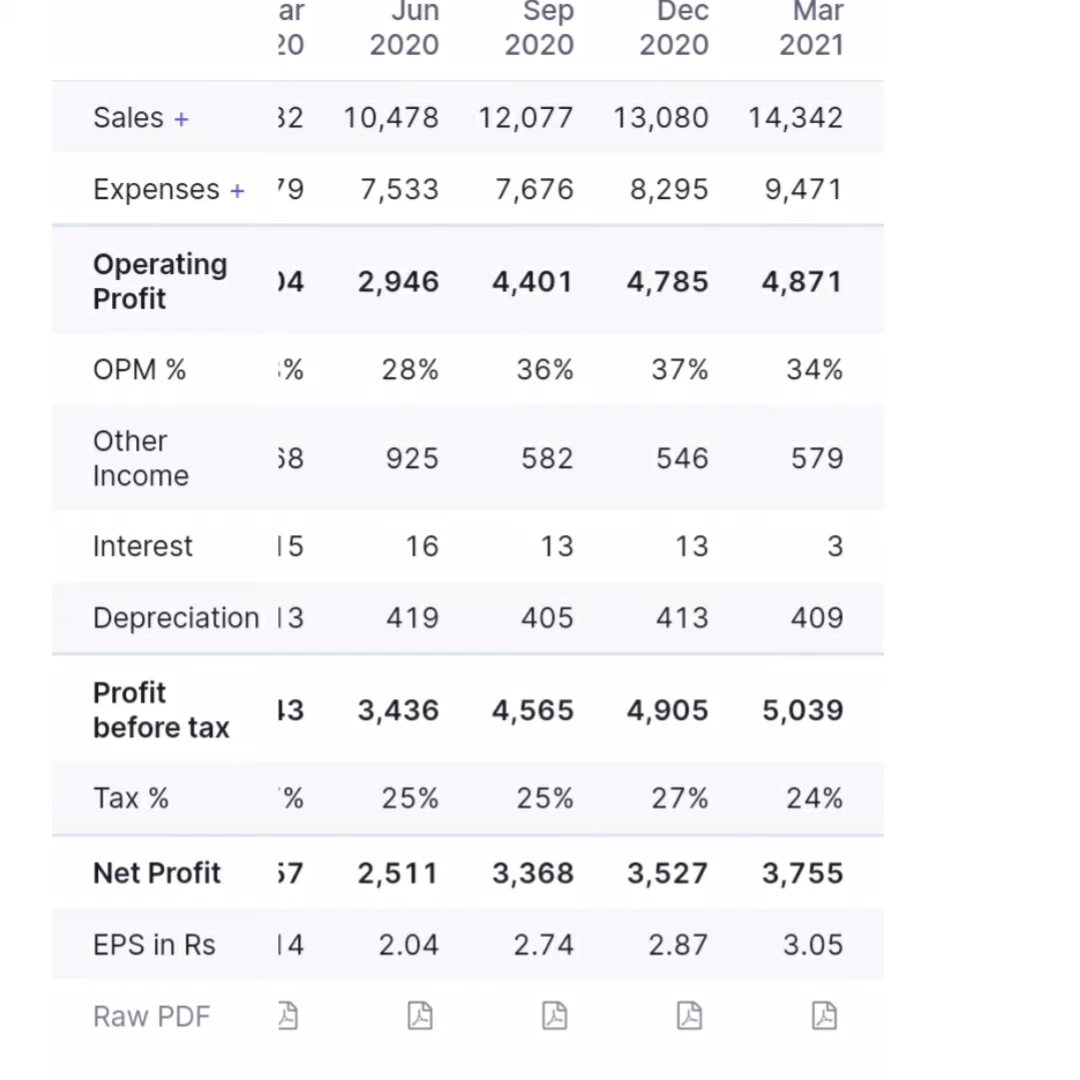 Jun Sep Dec Mar
2020 2020 2020 2021
Sales + 10,478 12,077 13,080 14,342
Expenses + 7,533 7,676 8,295 9,471
Operating
Profit 2,946 4,401 4,785 4,871
OPM % 28% 36% 37% 34%
Other
Income 925 582 546 579
Interest 16 13 13 3
Depreciation 419 405 413 409
Profit
before tax 3,436 4,565 4,905 5,039
Tax % 25% 25% 27% 24%
Net Profit 2,511 3,368 3,527 3,755
EPS in Rs 2.04 2.74 2.87 3.05
Raw PDF